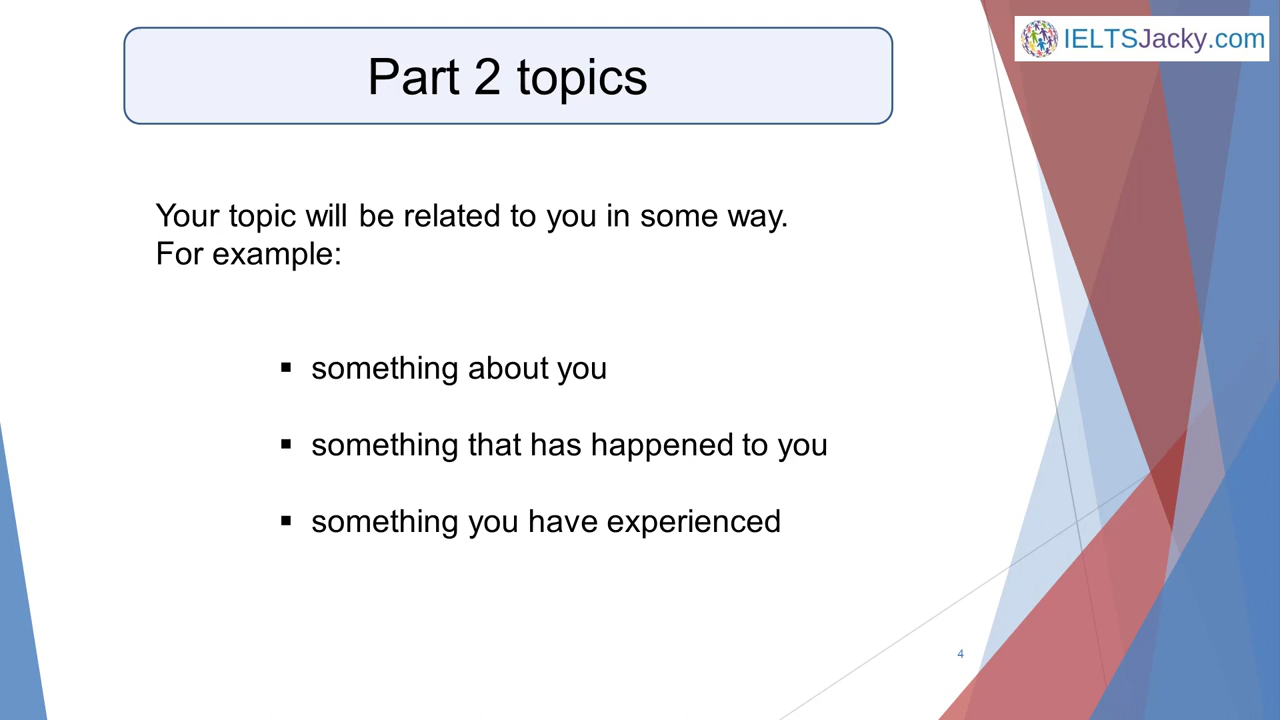 IELTSJacky.com
Part 2 topics
Your topic will be related to you in some way.
For example:
▪ something about you
▪ something that has happened to you
▪ something you have experienced
4